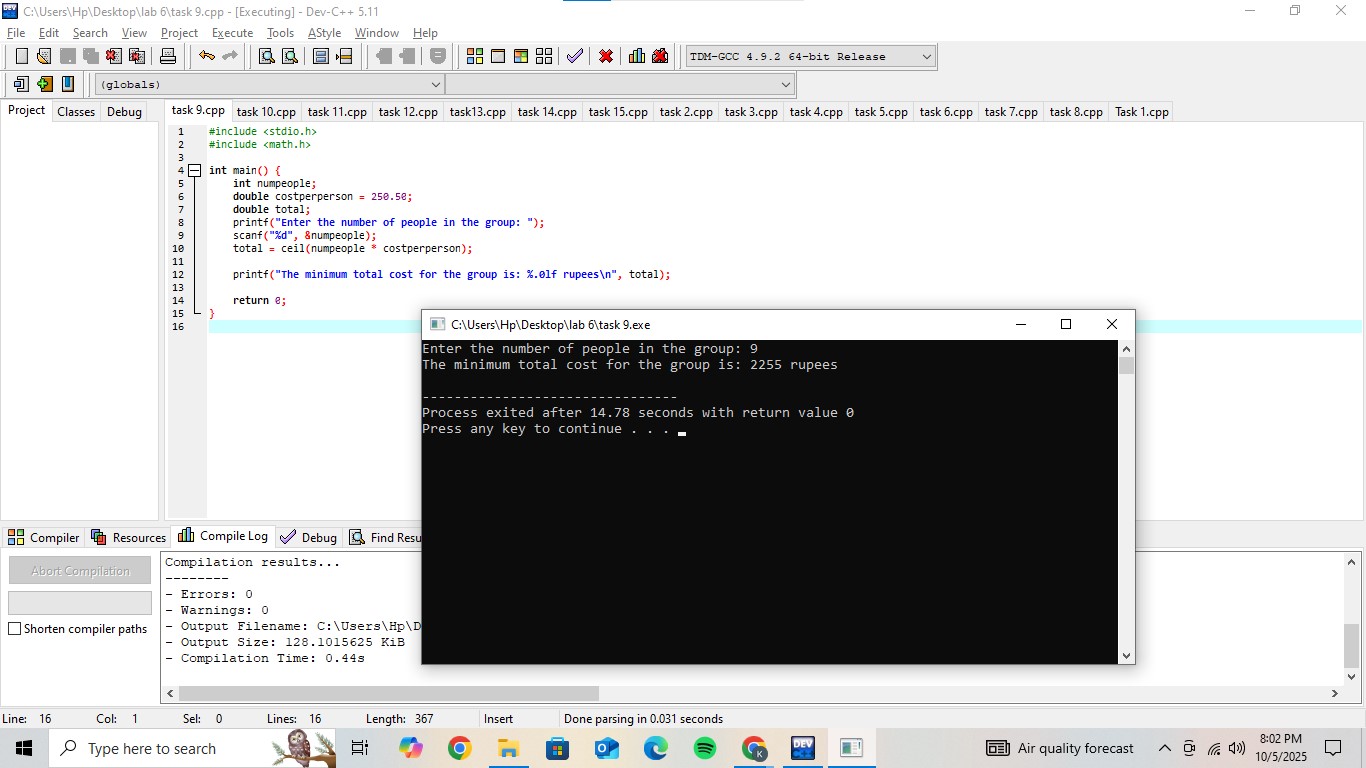 C:\Users\Hp\Desktop\lab 6\task 9.cpp - [Executing] - Dev-C++ 5.11
File Edit Search View Project Execute Tools AStyle Window Help
TDM-GCC 4.9.2 64-bit Release
(globals)
Project Classes Debug
task 9.cpp task 10.cpp task 11.cpp task 12.cpp task13.cpp task 14.cpp task 15.cpp task 2.cpp task 3.cpp task 4.cpp task 5.cpp task 6.cpp task 7.cpp task 8.cpp Task 1.cpp
1 #include <stdio.h>
2 #include <math.h>
3
4 int main() {
5 int numpeople;
6 double costperperson = 250.50;
7 double total;
8 printf("Enter the number of people in the group: ");
9 scanf("%d", &numpeople);
10 total = ceil(numpeople * costperperson);
11
12 printf("The minimum total cost for the group is: %.0lf rupees\n", total);
13
14 return 0;
15 }
16
C:\Users\Hp\Desktop\lab 6\task 9.exe
Enter the number of people in the group: 9
The minimum total cost for the group is: 2255 rupees
--------------------------------
Process exited after 14.78 seconds with return value 0
Press any key to continue . . .
Compiler Resources Compile Log Debug Find Resu
Abort Compilation
Shorten compiler paths
Compilation results...
--------
- Errors: 0
- Warnings: 0
- Output Filename: C:\Users\Hp\D
- Output Size: 128.1015625 KiB
- Compilation Time: 0.44s
Line: 16 Col: 1 Sel: 0 Lines: 16 Length: 367 Insert Done parsing in 0.031 seconds
Type here to search
DEV
K
Air quality forecast
8:02 PM
10/5/2025